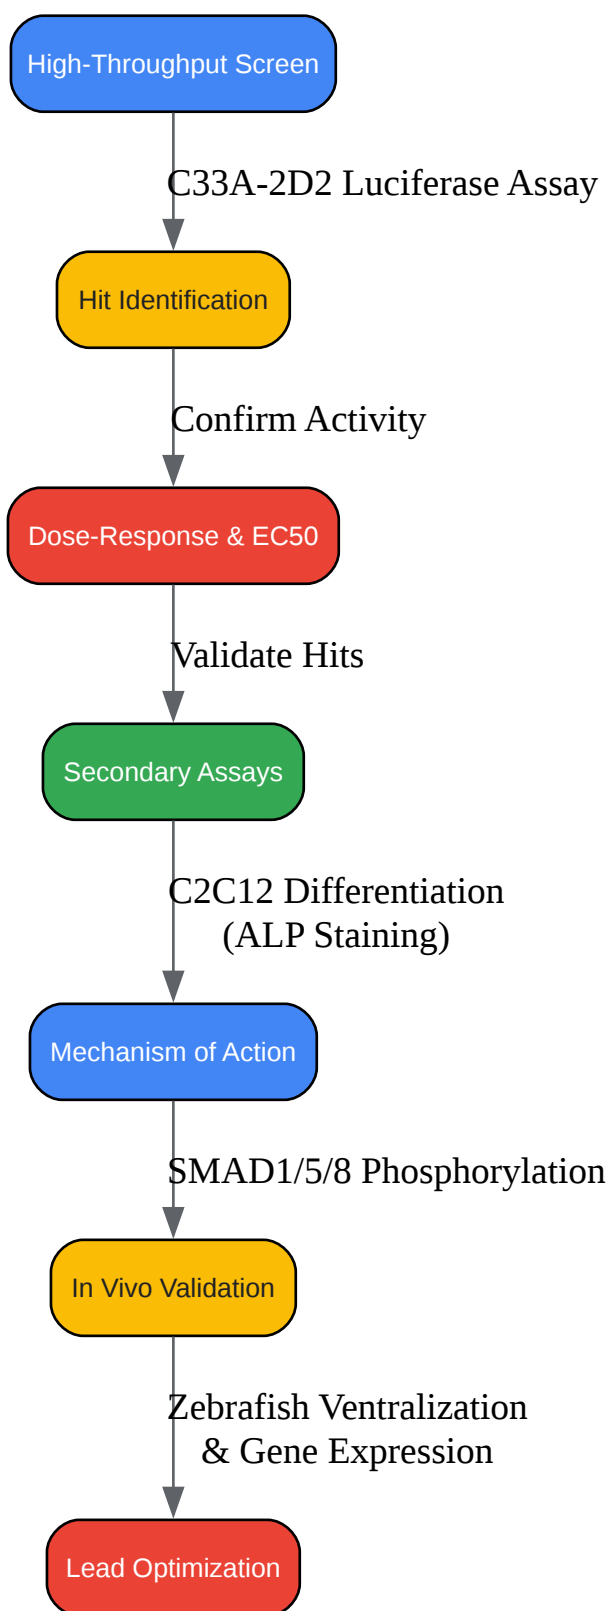 High-Throughput Screen
C33A-2D2 Luciferase Assay
Hit Identification
Confirm Activity
Dose-Response & EC50
Validate Hits
Secondary Assays
C2C12 Differentiation
(ALP Staining)
Mechanism of Action
SMAD1/5/8 Phosphorylation
In Vivo Validation
Zebrafish Ventralization
& Gene Expression
Lead Optimization